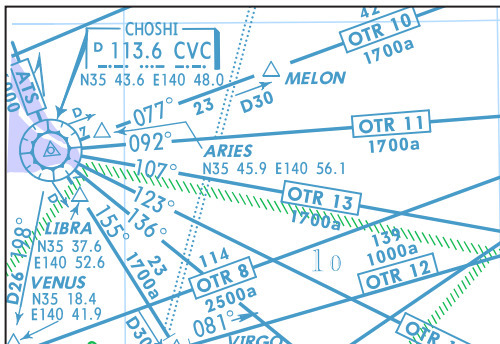 42
OTR 10
1700a
CHOSHI
D 113.6 CVC
N35 43.6 E140 48.0
MELON
ATS
D30
077° 23
092°
OTR 11
1700a
ARIES
N35 45.9 E140 56.1
107°
OTR 13
1700a
123°
136°
155°
LIBRA
N35 37.6
E140 52.6
198°
D26
VENUS
N35 18.4
E140 41.9
23
1700a
114
OTR 8
2500a
10
139
1000a
OTR 12
081°
D30
VIRGO